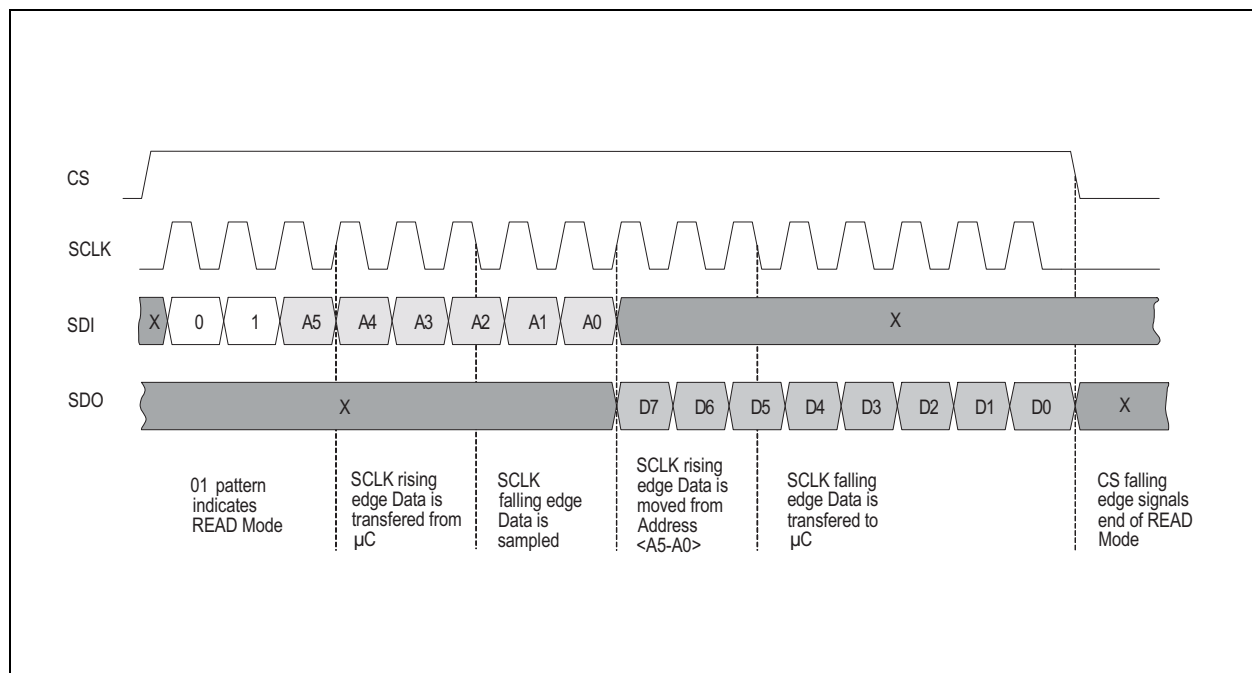 CS
SCLK
SDI X 0 1 A5 A4 A3 A2 A1 A0 X
SDO X D7 D6 D5 D4 D3 D2 D1 D0 X
01 pattern
indicates
READ Mode
SCLK rising
edge Data is
transfered from
µC
SCLK
falling edge
Data is
sampled
SCLK rising
edge Data is
moved from
Address
<A5-A0>
SCLK falling
edge Data is
transfered to
µC
CS falling
edge signals
end of READ
Mode